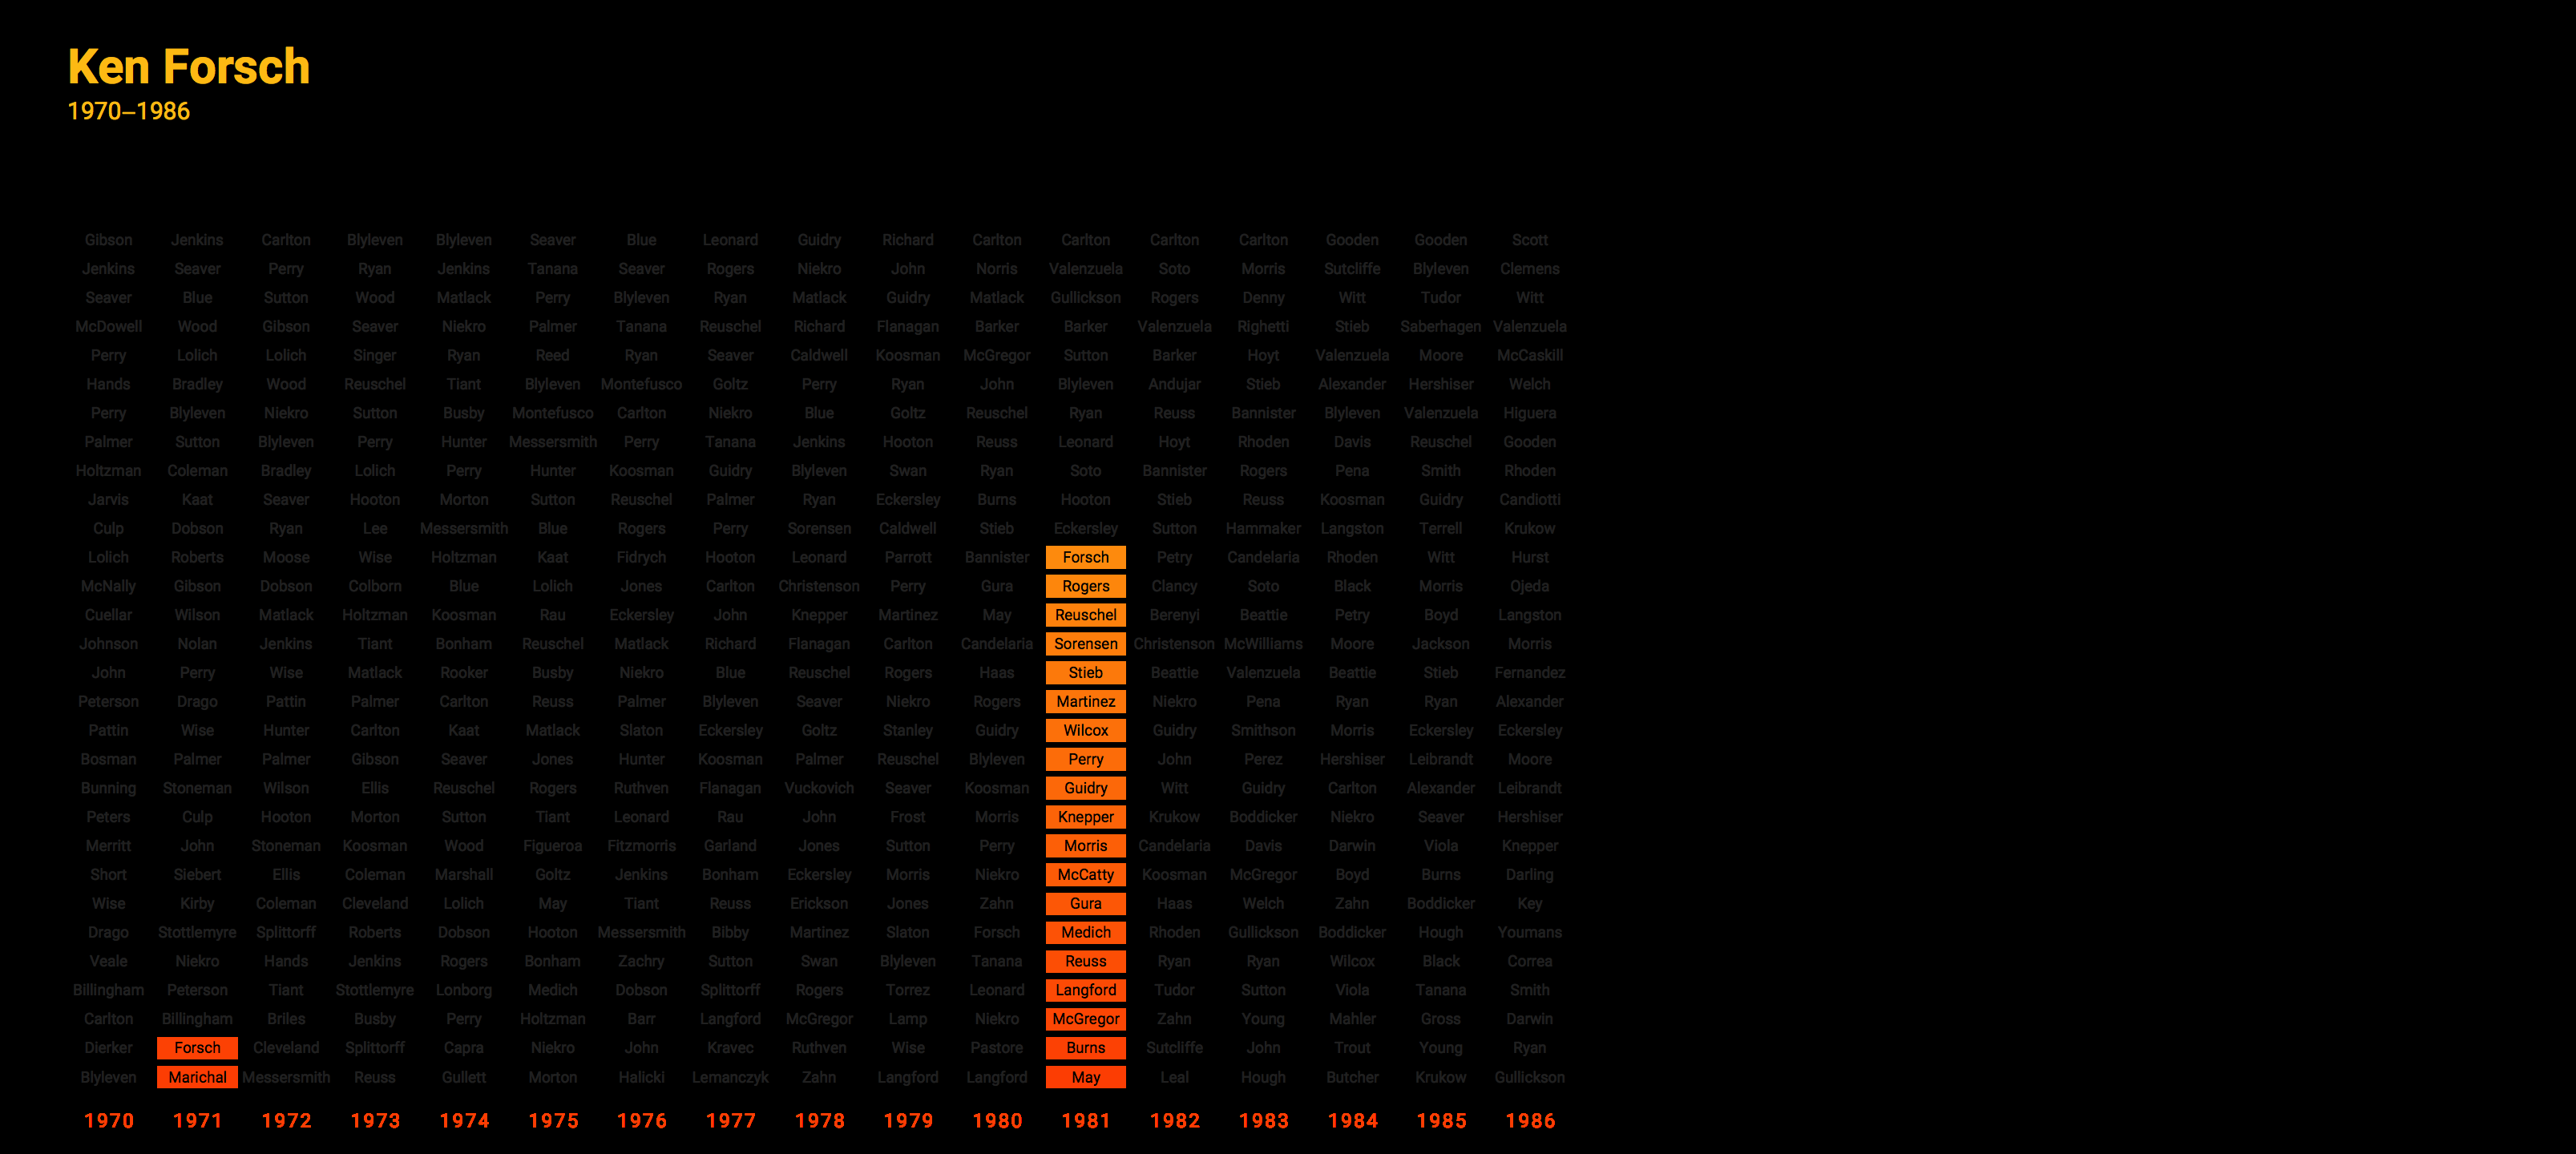 Ken Forsch
1970–1986
Gibson Jenkins Carlton Blyleven Blyleven Seaver Blue Leonard Guidry Richard Carlton Carlton Carlton Carlton Gooden Gooden Scott
Jenkins Seaver Perry Ryan Jenkins Tanana Seaver Rogers Niekro John Norris Valenzuela Soto Morris Sutcliffe Blyleven Clemens
Seaver Blue Sutton Wood Matlack Perry Blyleven Ryan Matlack Guidry Matlack Gullickson Rogers Denny Witt Tudor Witt
McDowell Wood Gibson Seaver Niekro Palmer Tanana Reuschel Richard Flanagan Barker Barker Valenzuela Righetti Stieb Saberhagen Valenzuela
Perry Lolich Lolich Singer Ryan Reed Ryan Seaver Caldwell Koosman McGregor Sutton Barker Hoyt Valenzuela Moore McCaskill
Hands Bradley Wood Reuschel Tiant Blyleven Montefusco Goltz Perry Ryan John Blyleven Andujar Stieb Alexander Hershiser Welch
Perry Blyleven Niekro Sutton Busby Montefusco Carlton Niekro Blue Goltz Reuschel Ryan Reuss Bannister Blyleven Valenzuela Higuera
Palmer Sutton Blyleven Perry Hunter Messersmith Perry Tanana Jenkins Hooton Reuss Leonard Hoyt Rhoden Davis Reuschel Gooden
Holtzman Coleman Bradley Lolich Perry Hunter Koosman Guidry Blyleven Swan Ryan Soto Bannister Rogers Pena Smith Rhoden
Jarvis Kaat Seaver Hooton Morton Sutton Reuschel Palmer Ryan Eckersley Burns Hooton Stieb Reuss Koosman Guidry Candiotti
Culp Dobson Ryan Lee Messersmith Blue Rogers Perry Sorensen Caldwell Stieb Eckersley Sutton Hammaker Langston Terrell Krukow
Lolich Roberts Moose Wise Holtzman Kaat Fidrych Hooton Leonard Parrott Bannister Forsch Petry Candelaria Rhoden Witt Hurst
McNally Gibson Dobson Colborn Blue Lolich Jones Carlton Christenson Perry Gura Rogers Clancy Soto Black Morris Ojeda
Cuellar Wilson Matlack Holtzman Koosman Rau Eckersley John Knepper Martinez May Reuschel Berenyi Beattie Petry Boyd Langston
Johnson Nolan Jenkins Tiant Bonham Reuschel Matlack Richard Flanagan Carlton Candelaria Sorensen Christenson McWilliams Moore Jackson Morris
John Perry Wise Matlack Rooker Busby Niekro Blue Reuschel Rogers Haas Stieb Beattie Valenzuela Beattie Stieb Fernandez
Peterson Drago Pattin Palmer Carlton Reuss Palmer Blyleven Seaver Niekro Rogers Martinez Niekro Pena Ryan Ryan Alexander
Pattin Wise Hunter Carlton Kaat Matlack Slaton Eckersley Goltz Stanley Guidry Wilcox Guidry Smithson Morris Eckersley Eckersley
Bosman Palmer Palmer Gibson Seaver Jones Hunter Koosman Palmer Reuschel Blyleven Perry John Perez Hershiser Leibrandt Moore
Bunning Stoneman Wilson Ellis Reuschel Rogers Ruthven Flanagan Vuckovich Seaver Koosman Guidry Witt Guidry Carlton Alexander Leibrandt
Peters Culp Hooton Morton Sutton Tiant Leonard Rau John Frost Morris Knepper Krukow Boddicker Niekro Seaver Hershiser
Merritt John Stoneman Koosman Wood Figueroa Fitzmorris Garland Jones Sutton Perry Morris Candelaria Davis Darwin Viola Knepper
Short Siebert Ellis Coleman Marshall Goltz Jenkins Bonham Eckersley Morris Niekro McCatty Koosman McGregor Boyd Burns Darling
Wise Kirby Coleman Cleveland Lolich May Tiant Reuss Erickson Jones Zahn Gura Haas Welch Zahn Boddicker Key
Drago Stottlemyre Splittorff Roberts Dobson Hooton Messersmith Bibby Martinez Slaton Forsch Medich Rhoden Gullickson Boddicker Hough Youmans
Veale Niekro Hands Jenkins Rogers Bonham Zachry Sutton Swan Blyleven Tanana Reuss Ryan Ryan Wilcox Black Correa
Billingham Peterson Tiant Stottlemyre Lonborg Medich Dobson Splittorff Rogers Torrez Leonard Langford Tudor Sutton Viola Tanana Smith
Carlton Billingham Briles Busby Perry Holtzman Barr Langford McGregor Lamp Niekro McGregor Zahn Young Mahler Gross Darwin
Dierker Forsch Cleveland Splittorff Capra Niekro John Kravec Ruthven Wise Pastore Burns Sutcliffe John Trout Young Ryan
Blyleven Marichal Messersmith Reuss Gullett Morton Halicki Lemanczyk Zahn Langford Langford May Leal Hough Butcher Krukow Gullickson
1970 1971 1972 1973 1974 1975 1976 1977 1978 1979 1980 1981 1982 1983 1984 1985 1986